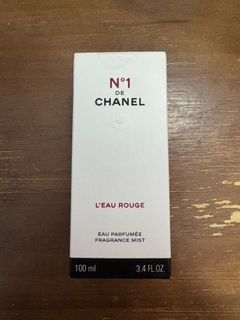 N°1
DE
CHANEL
L'EAU ROUGE
EAU PARFUMÉE
FRAGRANCE MIST
100 ml 3.4 FL.OZ.